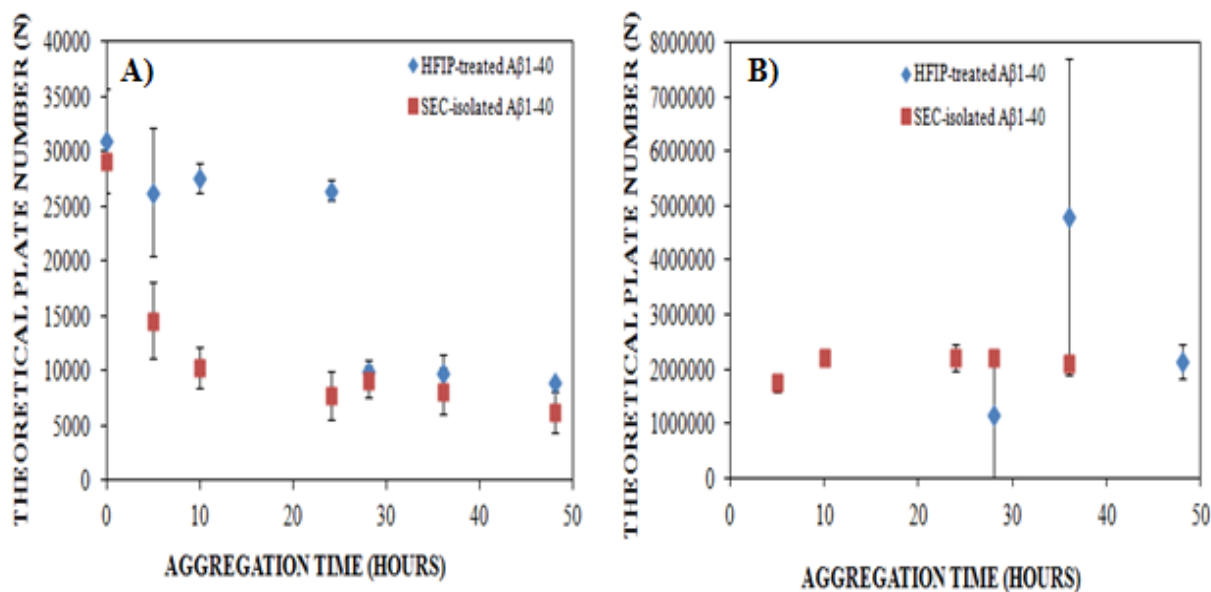 A)
HFIP-treated Aβ1-40
SEC-isolated Aβ1-40
THEORETICAL PLATE NUMBER (N)
40000
35000
30000
25000
20000
15000
10000
5000
0
0 10 20 30 40 50
AGGREGATION TIME (HOURS)
B)
HFIP-treated Aβ1-40
SEC-isolated Aβ1-40
THEORETICAL PLATE NUMBER (N)
8000000
7000000
6000000
5000000
4000000
3000000
2000000
1000000
0
0 10 20 30 40 50
AGGREGATION TIME (HOURS)